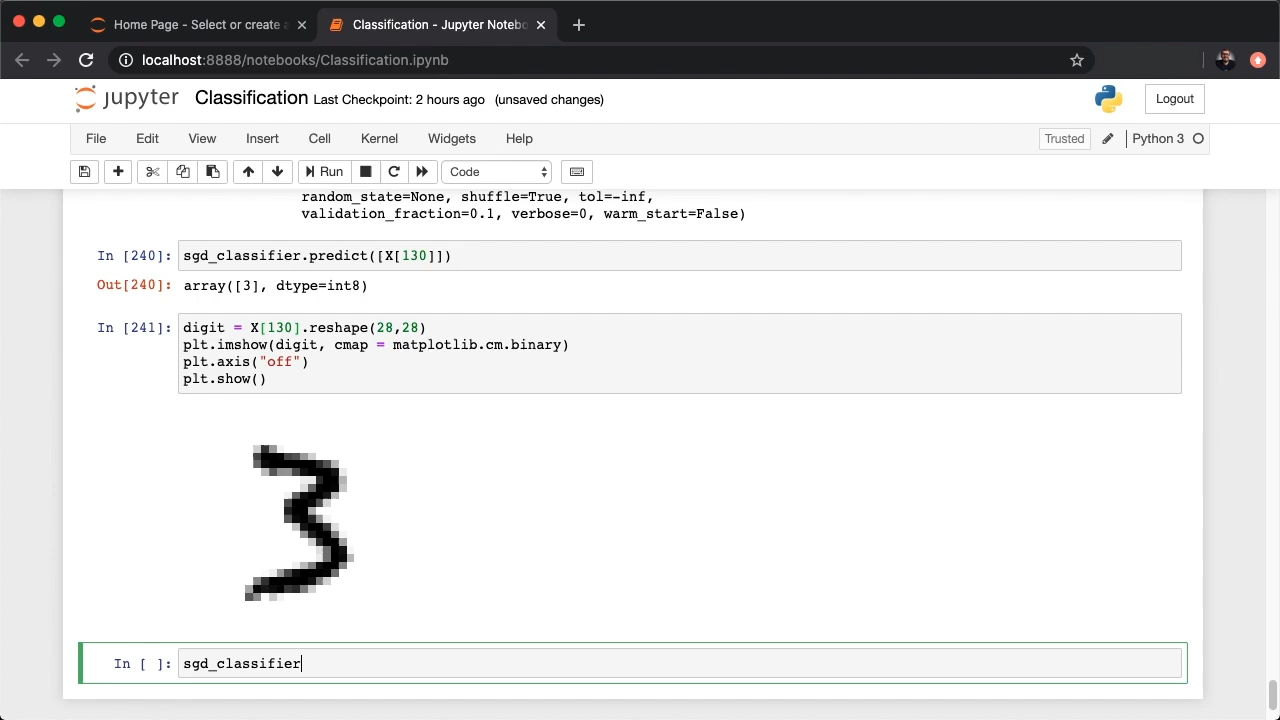 Home Page - Select or create a
Classification - Jupyter Notebo
localhost:8888/notebooks/Classification.ipynb
jupyter Classification Last Checkpoint: 2 hours ago (unsaved changes)
Logout
File Edit View Insert Cell Kernel Widgets Help
Trusted
Python 3
Run
Code
random_state=None, shuffle=True, tol=-inf,
validation_fraction=0.1, verbose=0, warm_start=False)
In [240]: sgd_classifier.predict([X[130]])
Out[240]: array([3], dtype=int8)
In [241]: digit = X[130].reshape(28,28)
plt.imshow(digit, cmap = matplotlib.cm.binary)
plt.axis("off")
plt.show()
3
In [ ]: sgd_classifier